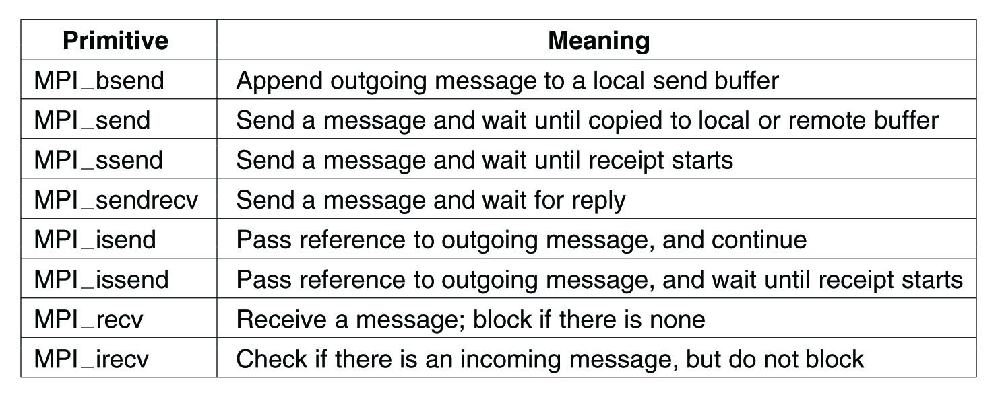 Primitive Meaning
MPI_bsend Append outgoing message to a local send buffer
MPI_send Send a message and wait until copied to local or remote buffer
MPI_ssend Send a message and wait until receipt starts
MPI_sendrecv Send a message and wait for reply
MPI_isend Pass reference to outgoing message, and continue
MPI_issend Pass reference to outgoing message, and wait until receipt starts
MPI_recv Receive a message; block if there is none
MPI_irecv Check if there is an incoming message, but do not block